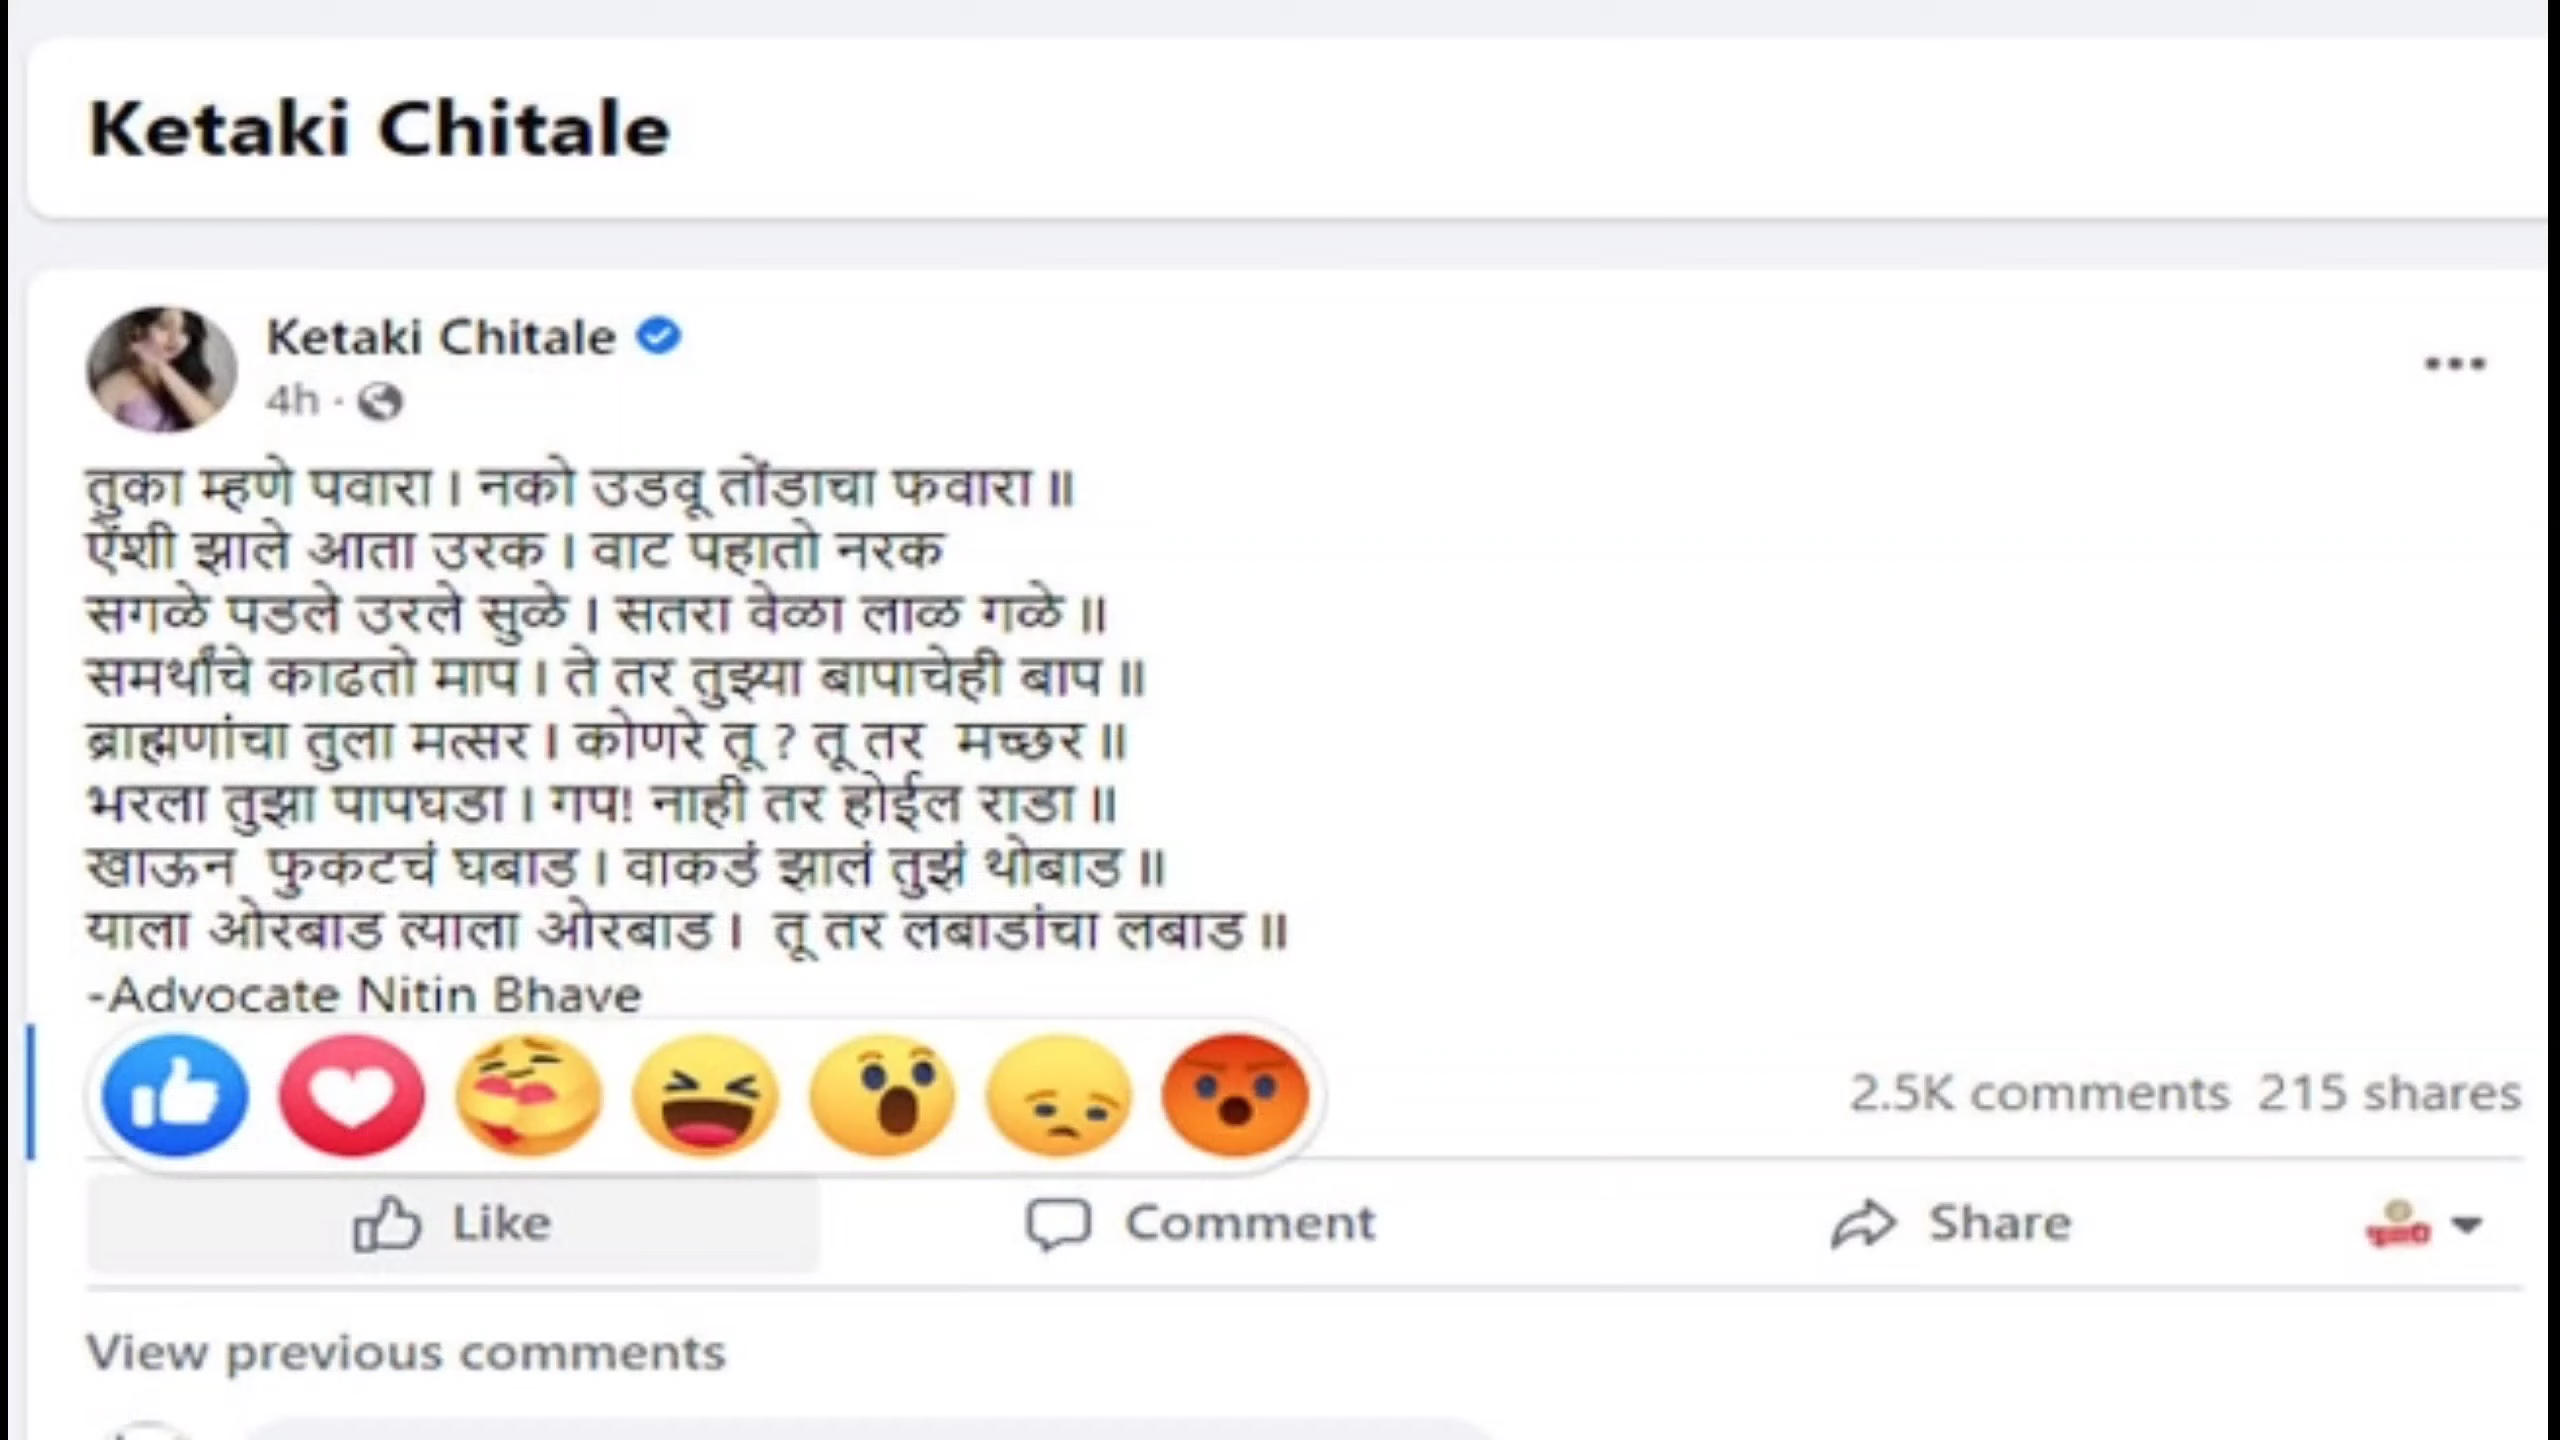 Ketaki Chitale
Ketaki Chitale
4h ·
तुका म्हणे पवारा । नको उडवू तोंडाचा फवारा ॥
ऐंशी झाले आता उरक । वाट पहातो नरक
सगळे पडले उरले सुळे । सतरा वेळा लाळ गळे ॥
समर्थांचे काढतो माप । ते तर तुझ्या बापाचेही बाप ॥
ब्राह्मणांचा तुला मत्सर । कोणरे तू ? तू तर मच्छर ॥
भरला तुझा पापघडा । गप! नाही तर होईल राडा ॥
खाऊन फुकटचं घबाड । वाकडं झालं तुझं थोबाड ॥
याला ओरबाड त्याला ओरबाड । तू तर लबाडांचा लबाड ॥
-Advocate Nitin Bhave
2.5K comments 215 shares
Like Comment Share
View previous comments